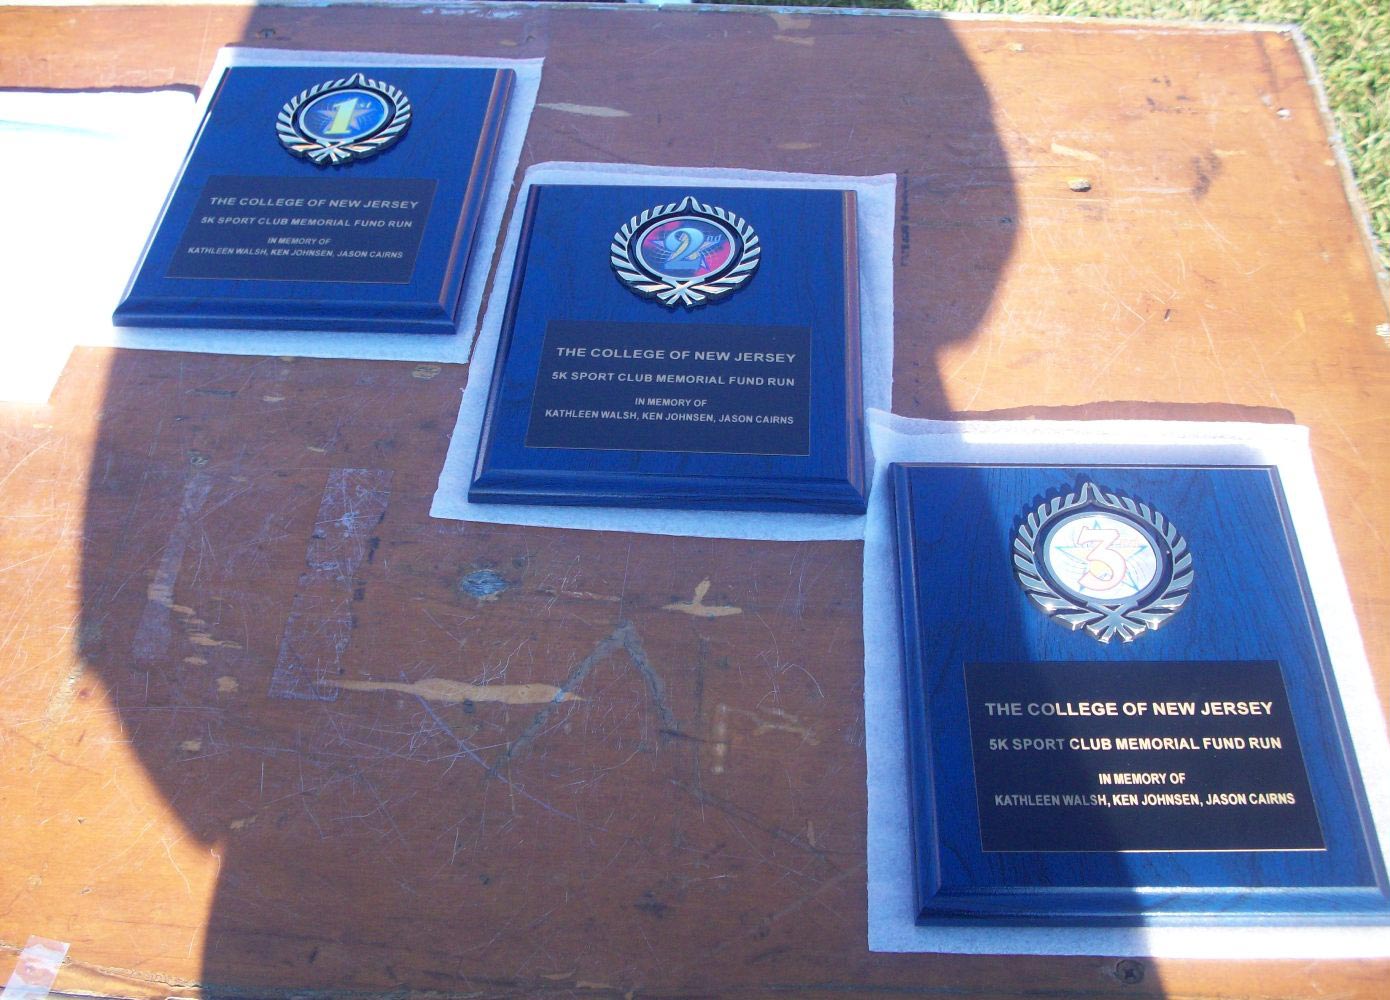 1st
THE COLLEGE OF NEW JERSEY
5K SPORT CLUB MEMORIAL FUND RUN
IN MEMORY OF
KATHLEEN WALSH, KEN JOHNSEN, JASON CAIRNS
2nd
THE COLLEGE OF NEW JERSEY
5K SPORT CLUB MEMORIAL FUND RUN
IN MEMORY OF
KATHLEEN WALSH, KEN JOHNSEN, JASON CAIRNS
3
THE COLLEGE OF NEW JERSEY
5K SPORT CLUB MEMORIAL FUND RUN
IN MEMORY OF
KATHLEEN WALSH, KEN JOHNSEN, JASON CAIRNS